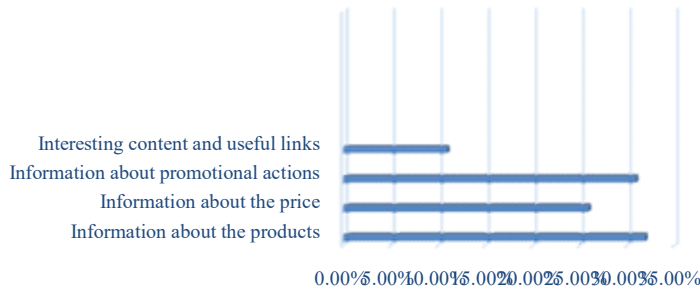 Interesting content and useful links
Information about promotional actions
Information about the price
Information about the products
0.00% 5.00% 10.00% 15.00% 20.00% 25.00% 30.00% 35.00%